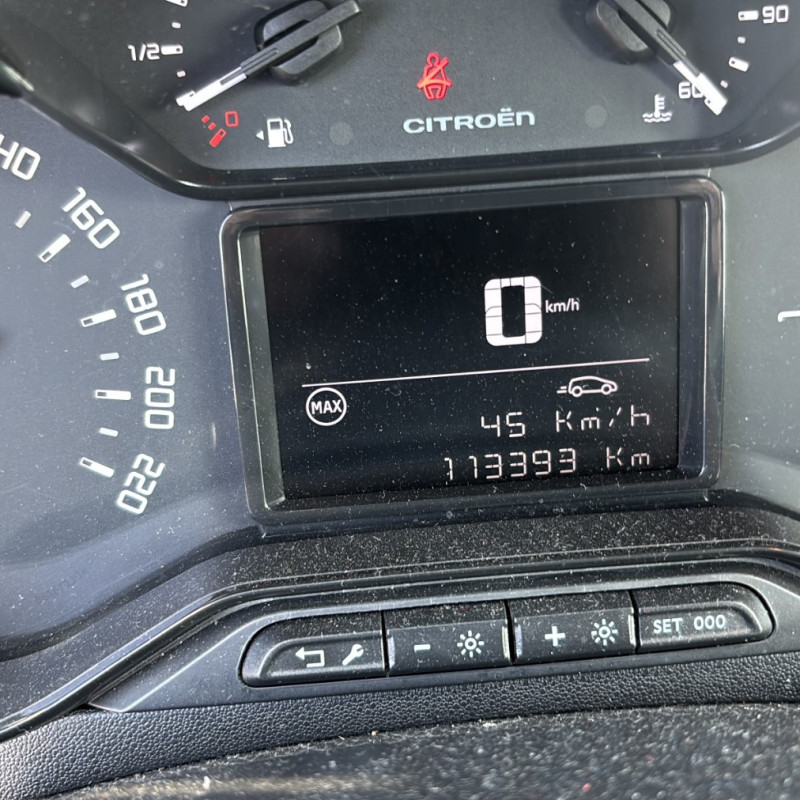 1/2
0
CITROËN
60
90
40
160
180
200
220
0 km/h
MAX
45 Km/h
113393 Km
-
+
SET 000